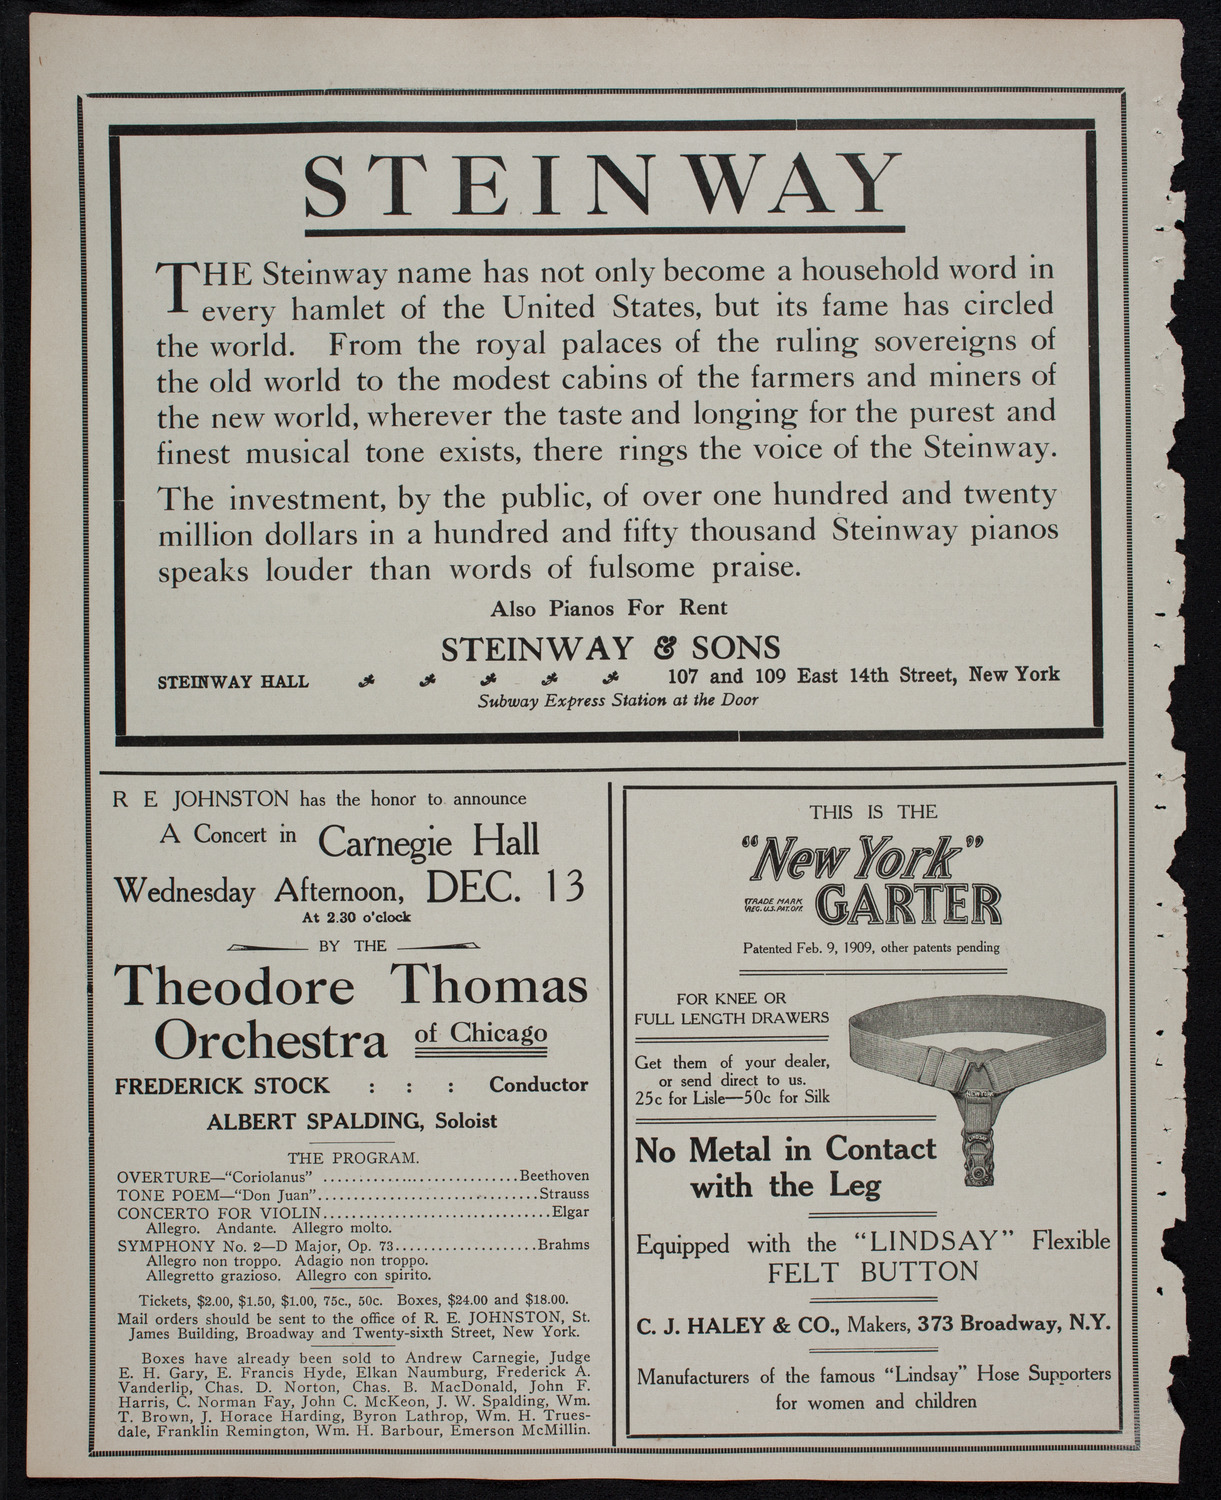 STEINWAY
THE Steinway name has not only become a household word in
every hamlet of the United States, but its fame has circled
the world. From the royal palaces of the ruling sovereigns of
the old world to the modest cabins of the farmers and miners of
the new world, wherever the taste and longing for the purest and
finest musical tone exists, there rings the voice of the Steinway.
The investment, by the public, of over one hundred and twenty
million dollars in a hundred and fifty thousand Steinway pianos
speaks louder than words of fulsome praise.
Also Pianos For Rent
STEINWAY & SONS
STEINWAY HALL 107 and 109 East 14th Street, New York
Subway Express Station at the Door
R E JOHNSTON has the honor to announce
A Concert in Carnegie Hall
Wednesday Afternoon, DEC. 13
At 2.30 o'clock
BY THE
Theodore Thomas
Orchestra of Chicago
FREDERICK STOCK : : : Conductor
ALBERT SPALDING, Soloist
THE PROGRAM.
OVERTURE—"Coriolanus" ............................Beethoven
TONE POEM—"Don Juan"................................Strauss
CONCERTO FOR VIOLIN.................................Elgar
Allegro. Andante. Allegro molto.
SYMPHONY No. 2—D Major, Op. 73....................Brahms
Allegro non troppo. Adagio non troppo.
Allegretto grazioso. Allegro con spirito.
Tickets, $2.00, $1.50, $1.00, 75c., 50c. Boxes, $24.00 and $18.00.
Mail orders should be sent to the office of R. E. JOHNSTON, St.
James Building, Broadway and Twenty-sixth Street, New York.
Boxes have already been sold to Andrew Carnegie, Judge
E. H. Gary, E. Francis Hyde, Elkan Naumburg, Frederick A.
Vanderlip, Chas. D. Norton, Chas. B. MacDonald, John F.
Harris, C. Norman Fay, John C. McKeon, J. W. Spalding, Wm.
T. Brown, J. Horace Harding, Byron Lathrop, Wm. H. Trues-
dale, Franklin Remington, Wm. H. Barbour, Emerson McMillin.
THIS IS THE
"New York"
TRADE MARK
REG. U.S. PAT. OFF.
GARTER
Patented Feb. 9, 1909, other patents pending
FOR KNEE OR
FULL LENGTH DRAWERS
Get them of your dealer,
or send direct to us.
25c for Lisle—50c for Silk
No Metal in Contact
with the Leg
Equipped with the "LINDSAY" Flexible
FELT BUTTON
C. J. HALEY & CO., Makers, 373 Broadway, N.Y.
Manufacturers of the famous "Lindsay" Hose Supporters
for women and children